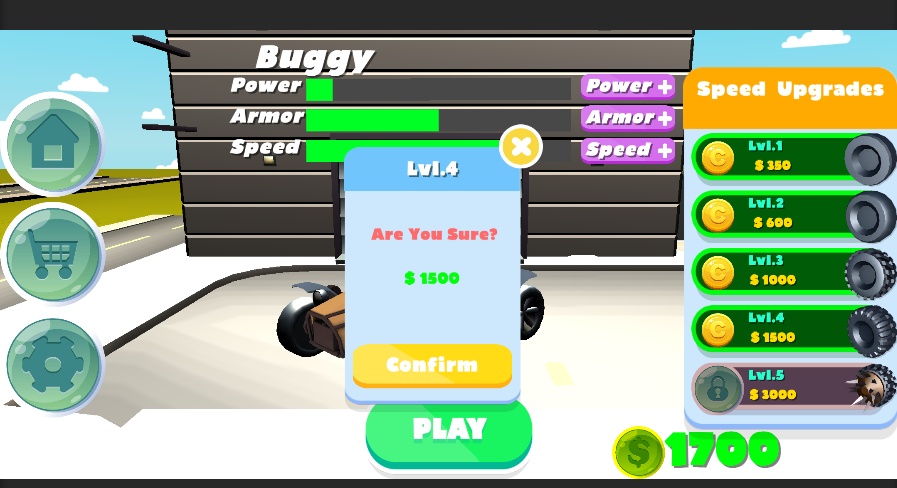 Buggy
Power
Power +
Armor
Armor +
Speed
Speed +
Lvl.4
Are You Sure?
$ 1500
Confirm
PLAY
Speed Upgrades
Lvl.1
$ 350
Lvl.2
$ 600
Lvl.3
$ 1000
Lvl.4
$ 1500
Lvl.5
$ 3000
$ 1700